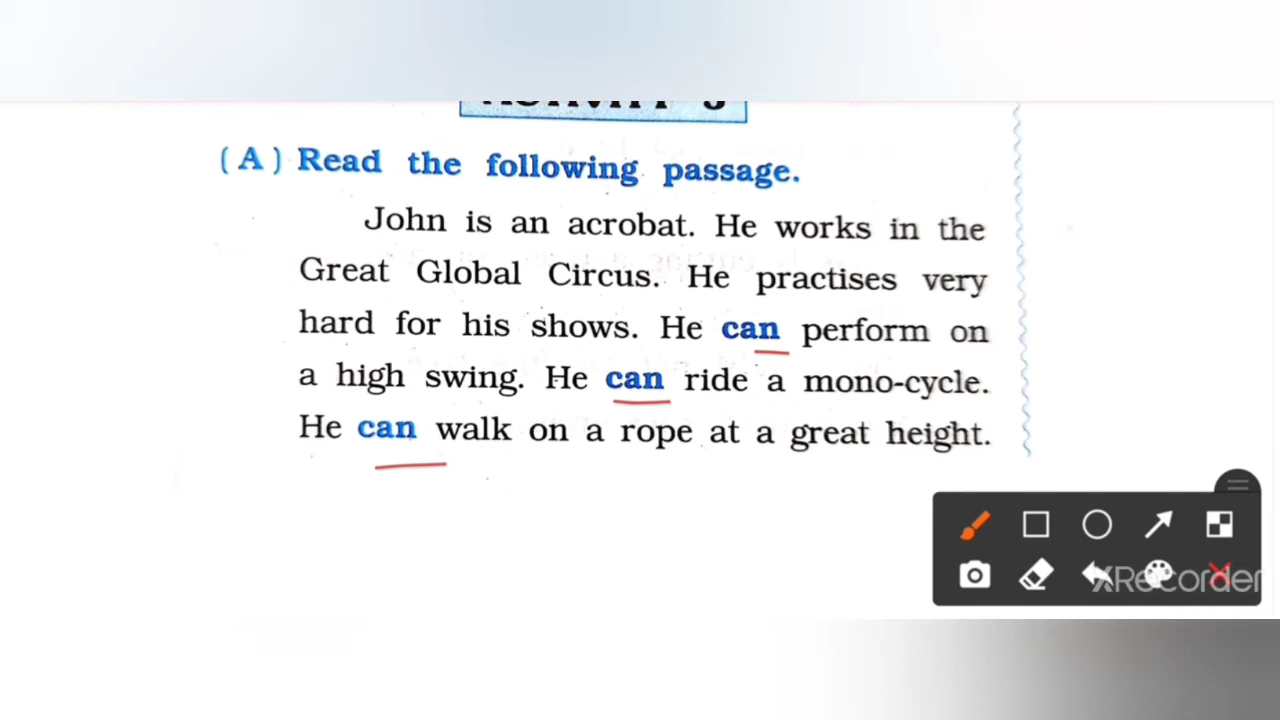 ACTIVITY 3
( A ) Read the following passage.
John is an acrobat. He works in the
Great Global Circus. He practises very
hard for his shows. He can perform on
a high swing. He can ride a mono-cycle.
He can walk on a rope at a great height.
XRecorder